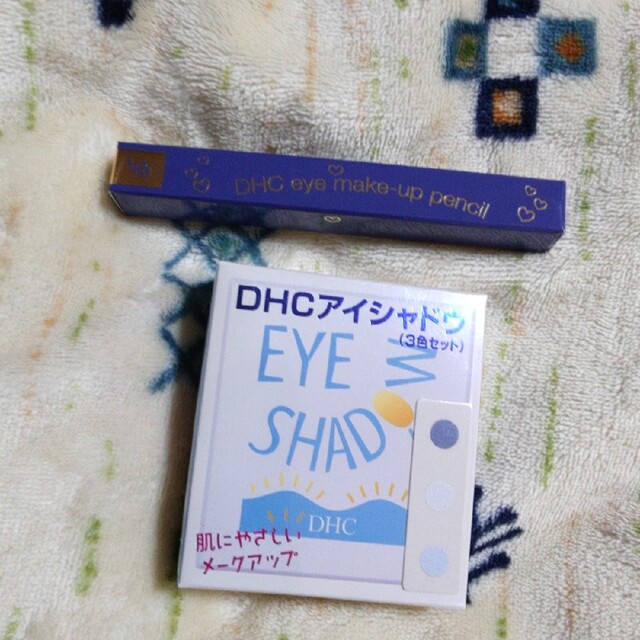 DHC eye make-up pencil
DHCアイシャドウ
(3色セット)
EYE
SHADOW
DHC
肌にやさしい
メークアップ